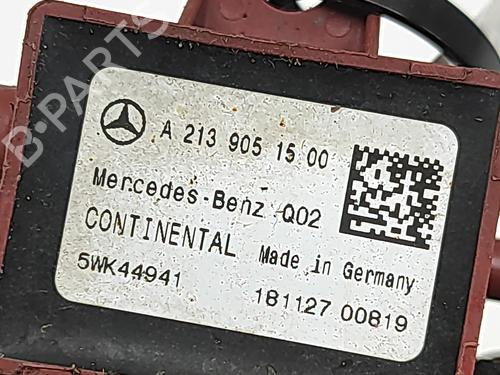 B-PARTS
A 213 905 15 00
Mercedes-Benz Q02
CONTINENTAL Made in Germany
5WK44941
181127 00819